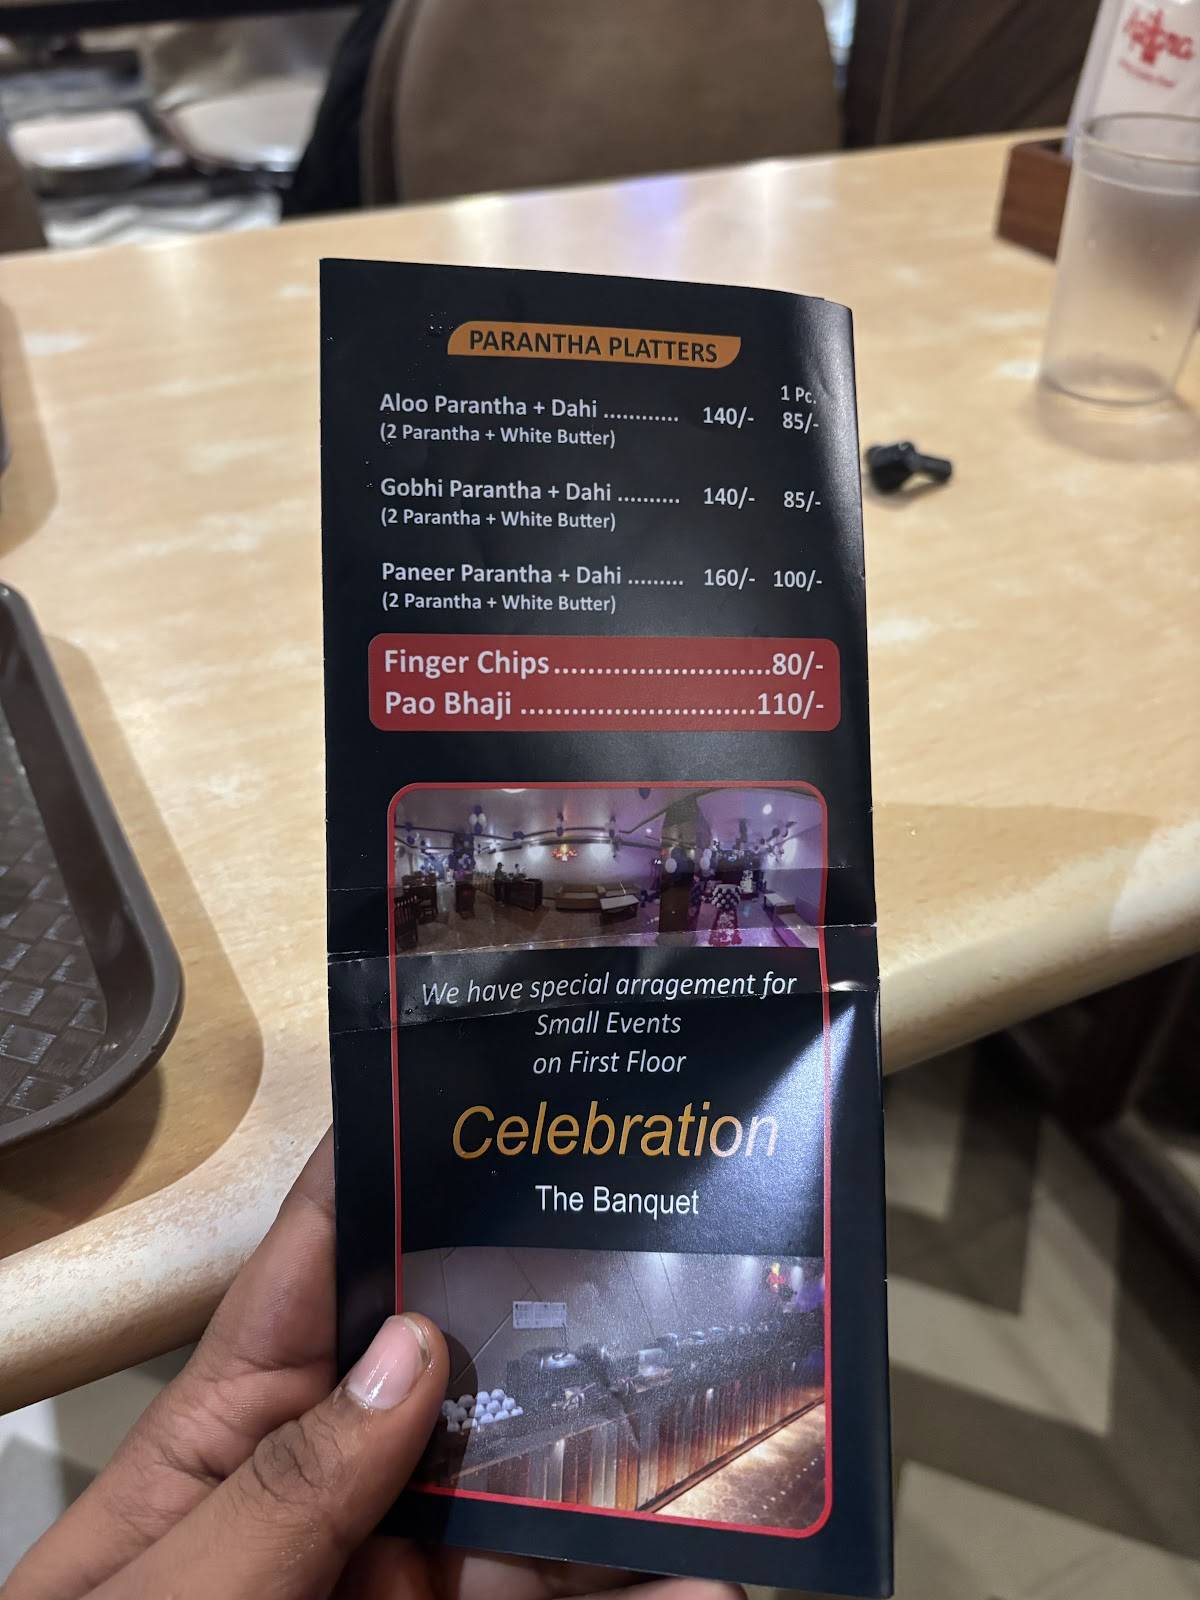 PARANTHA PLATTERS
1 Pc.
Aloo Parantha + Dahi ............ 140/- 85/-
(2 Parantha + White Butter)
Gobhi Parantha + Dahi .......... 140/- 85/-
(2 Parantha + White Butter)
Paneer Parantha + Dahi ......... 160/- 100/-
(2 Parantha + White Butter)
Finger Chips.........................80/-
Pao Bhaji ...........................110/-
We have special arragement for
Small Events
on First Floor
Celebration
The Banquet